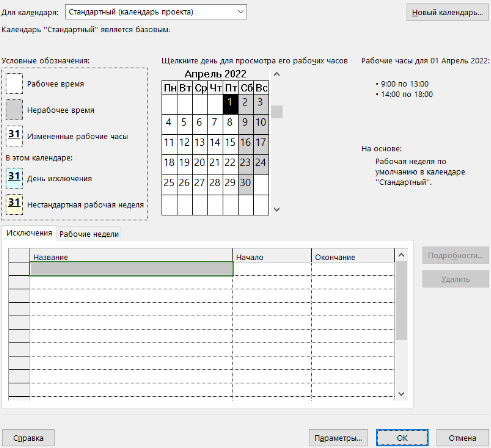 Для календаря: Стандартный (календарь проекта) Новый календарь...
Календарь "Стандартный" является базовым.
Условные обозначения:
Рабочее время
Нерабочее время
31 Измененные рабочие часы
В этом календаре:
31 День исключения
31 Нестандартная рабочая неделя
Щелкните день для просмотра его рабочих часов
Апрель 2022
Пн Вт Ср Чт Пт Сб Вс
1 2 3
4 5 6 7 8 9 10
11 12 13 14 15 16 17
18 19 20 21 22 23 24
25 26 27 28 29 30
Рабочие часы для 01 Апрель 2022:
• 9:00 to 13:00
• 14:00 to 18:00
На основе:
Рабочая неделя по
умолчанию в календаре
"Стандартный".
Исключения Рабочие недели
Название Начало Окончание
Подробности...
Удалить
Справка Параметры... ОК Отмена